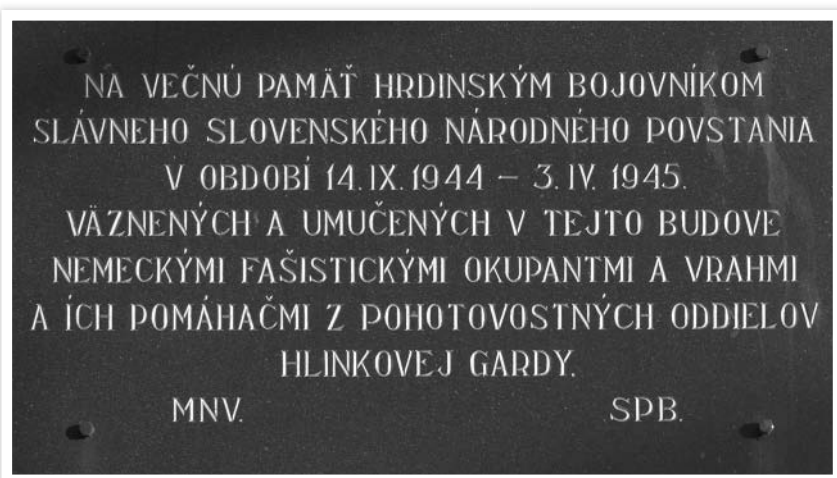 NA VEČNÚ PAMÄŤ HRDINSKÝM BOJOVNÍKOM
SLÁVNEHO SLOVENSKÉHO NÁRODNÉHO POVSTANIA
V OBDOBÍ 14. IX. 1944 – 3. IV. 1945.
VÄZNENÝCH A UMUČENÝCH V TEJTO BUDOVE
NEMECKÝMI FAŠISTICKÝMI OKUPANTMI A VRAHMI
A ÍCH POMÁHAČMI Z POHOTOVOSTNÝCH ODDIELOV
HLINKOVEJ GARDY.
MNV. SPB.